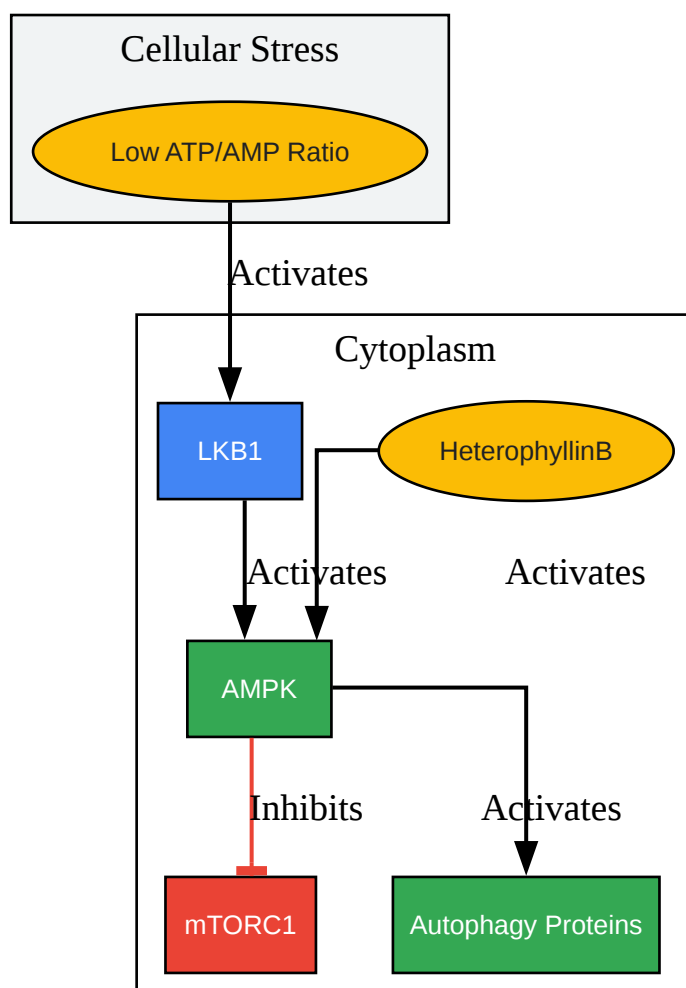 Cellular Stress
Low ATP/AMP Ratio
Activates
Cytoplasm
LKB1
HeterophyllinB
Activates
Activates
AMPK
Inhibits
Activates
mTORC1
Autophagy Proteins